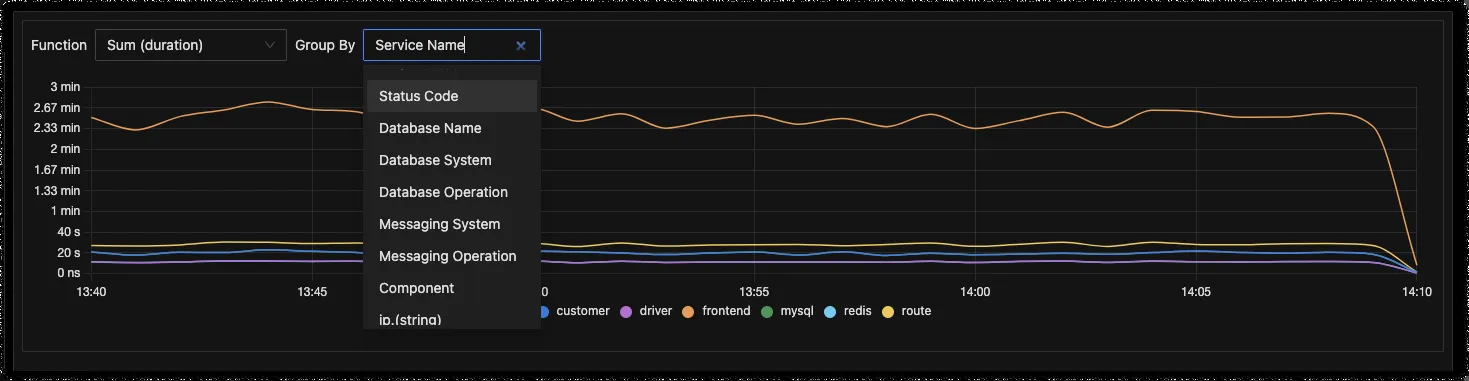 Function Sum (duration) Group By Service Name
3 min
Status Code
2.67 min
2.33 min
Database Name
2 min
Database System
1.67 min
1.33 min
Database Operation
1 min
Messaging System
40 s
20 s
Messaging Operation
0 ns
Component
13:40 13:45 0 13:55 14:00 14:05 14:10
customer driver frontend mysql redis route
ip.(string)